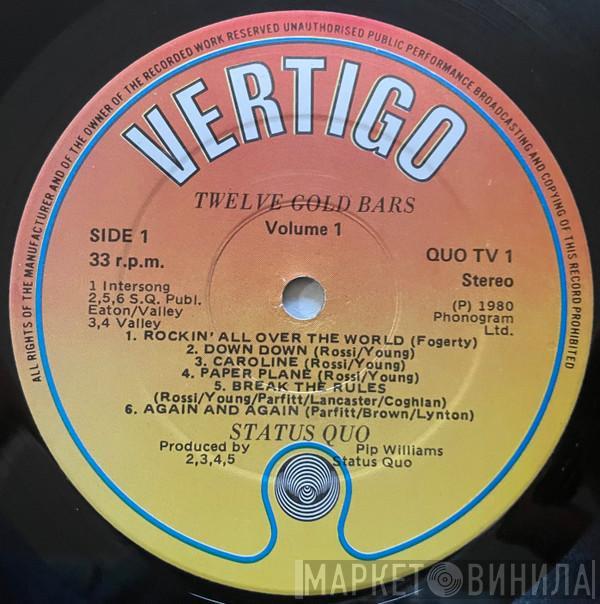 ALL RIGHTS OF THE MANUFACTURER AND OF THE OWNER OF THE RECORDED WORK RESERVED UNAUTHORISED PUBLIC PERFORMANCE BROADCASTING AND COPYING OF THIS RECORD PROHIBITED
VERTIGO
TWELVE GOLD BARS
Volume 1
SIDE 1
33 r.p.m.
QUO TV 1
Stereo
1 Intersong
2,5,6 S.Q. Publ.
Eaton/Valley
3,4 Valley
(P) 1980
Phonogram
Ltd.
1. ROCKIN' ALL OVER THE WORLD (Fogerty)
2. DOWN DOWN (Rossi/Young)
3. CAROLINE (Rossi/Young)
4. PAPER PLANE (Rossi/Young)
5. BREAK THE RULES
(Rossi/Young/Parfitt/Lancaster/Coghlan)
6. AGAIN AND AGAIN (Parfitt/Brown/Lynton)
STATUS QUO
Produced by Pip Williams
2,3,4,5 Status Quo
МАРКЕТ ВИНИЛА